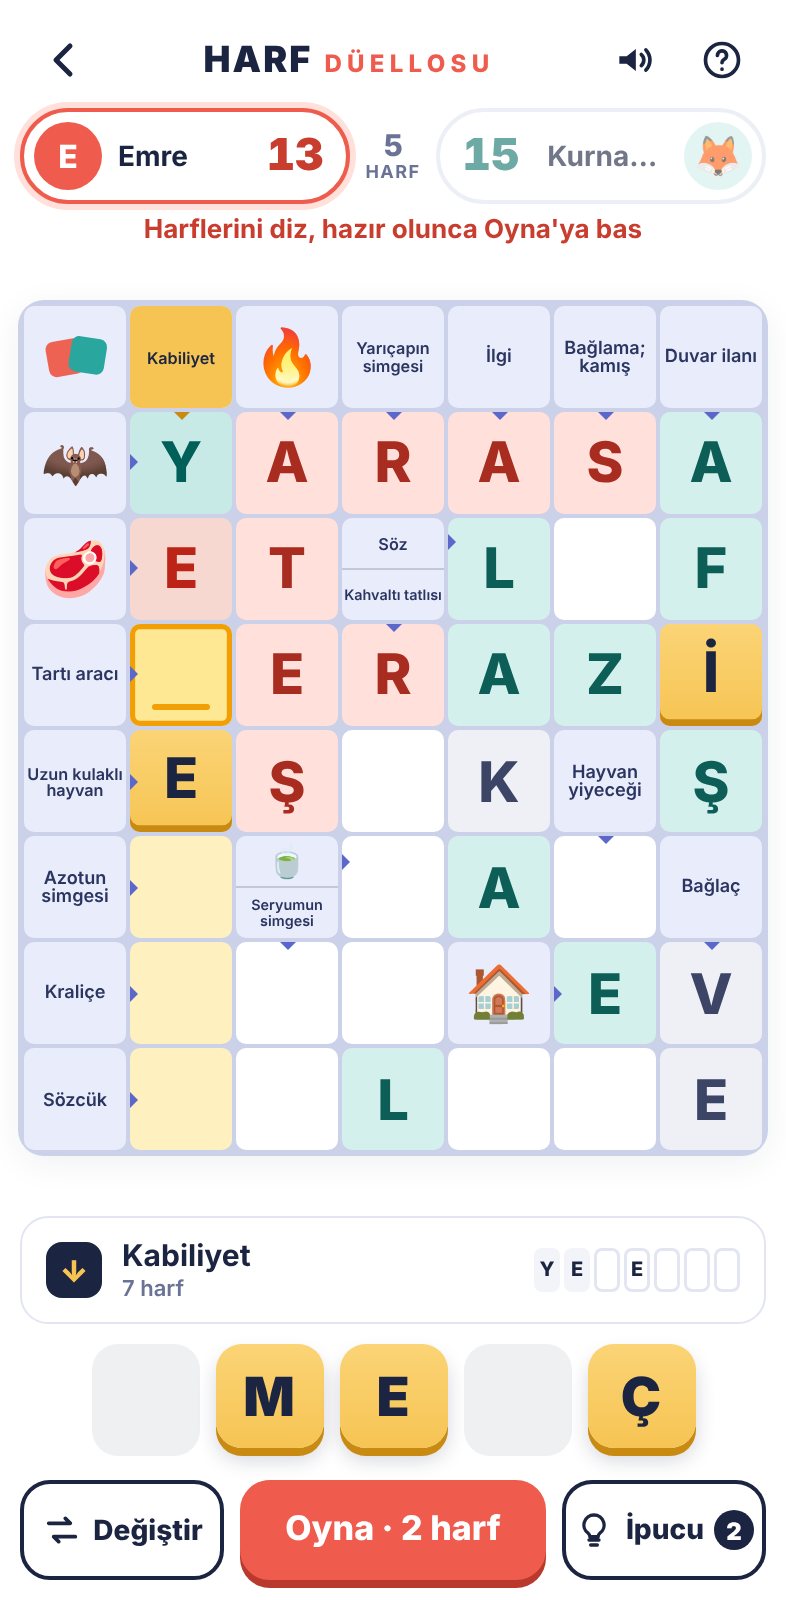 HARF DÜELLOSU
E Emre 13
5
HARF
15 Kurna...
Harflerini diz, hazır olunca Oyna'ya bas
Kabiliyet
Yarıçapın
simgesi
İlgi
Bağlama;
kamış
Duvar ilanı
Y A R A S A
E T
Söz
Kahvaltı tatlısı
L F
Tartı aracı
E R A Z İ
Uzun kulaklı
hayvan
E Ş K
Hayvan
yiyeceği
Ş
Azotun
simgesi
Seryumun
simgesi
A
Bağlaç
Kraliçe
E V
Sözcük
L E
Kabiliyet
7 harf
Y E E
M E Ç
Değiştir
Oyna · 2 harf
İpucu 2